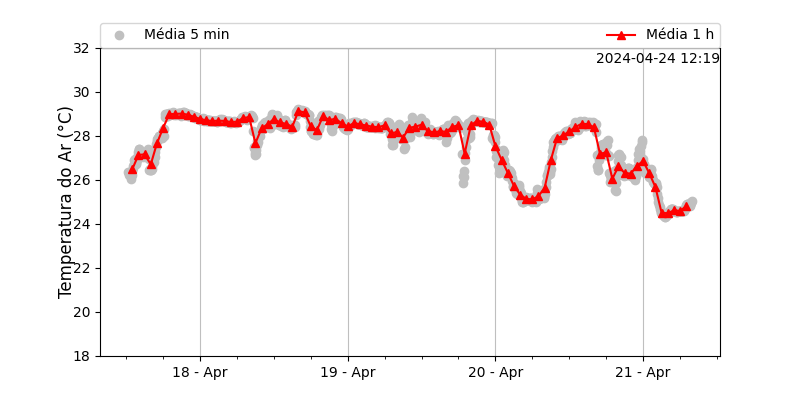 Média 5 min
Média 1 h
2024-04-24 12:19
Temperatura do Ar (°C)
32
30
28
26
24
22
20
18
18 - Apr
19 - Apr
20 - Apr
21 - Apr